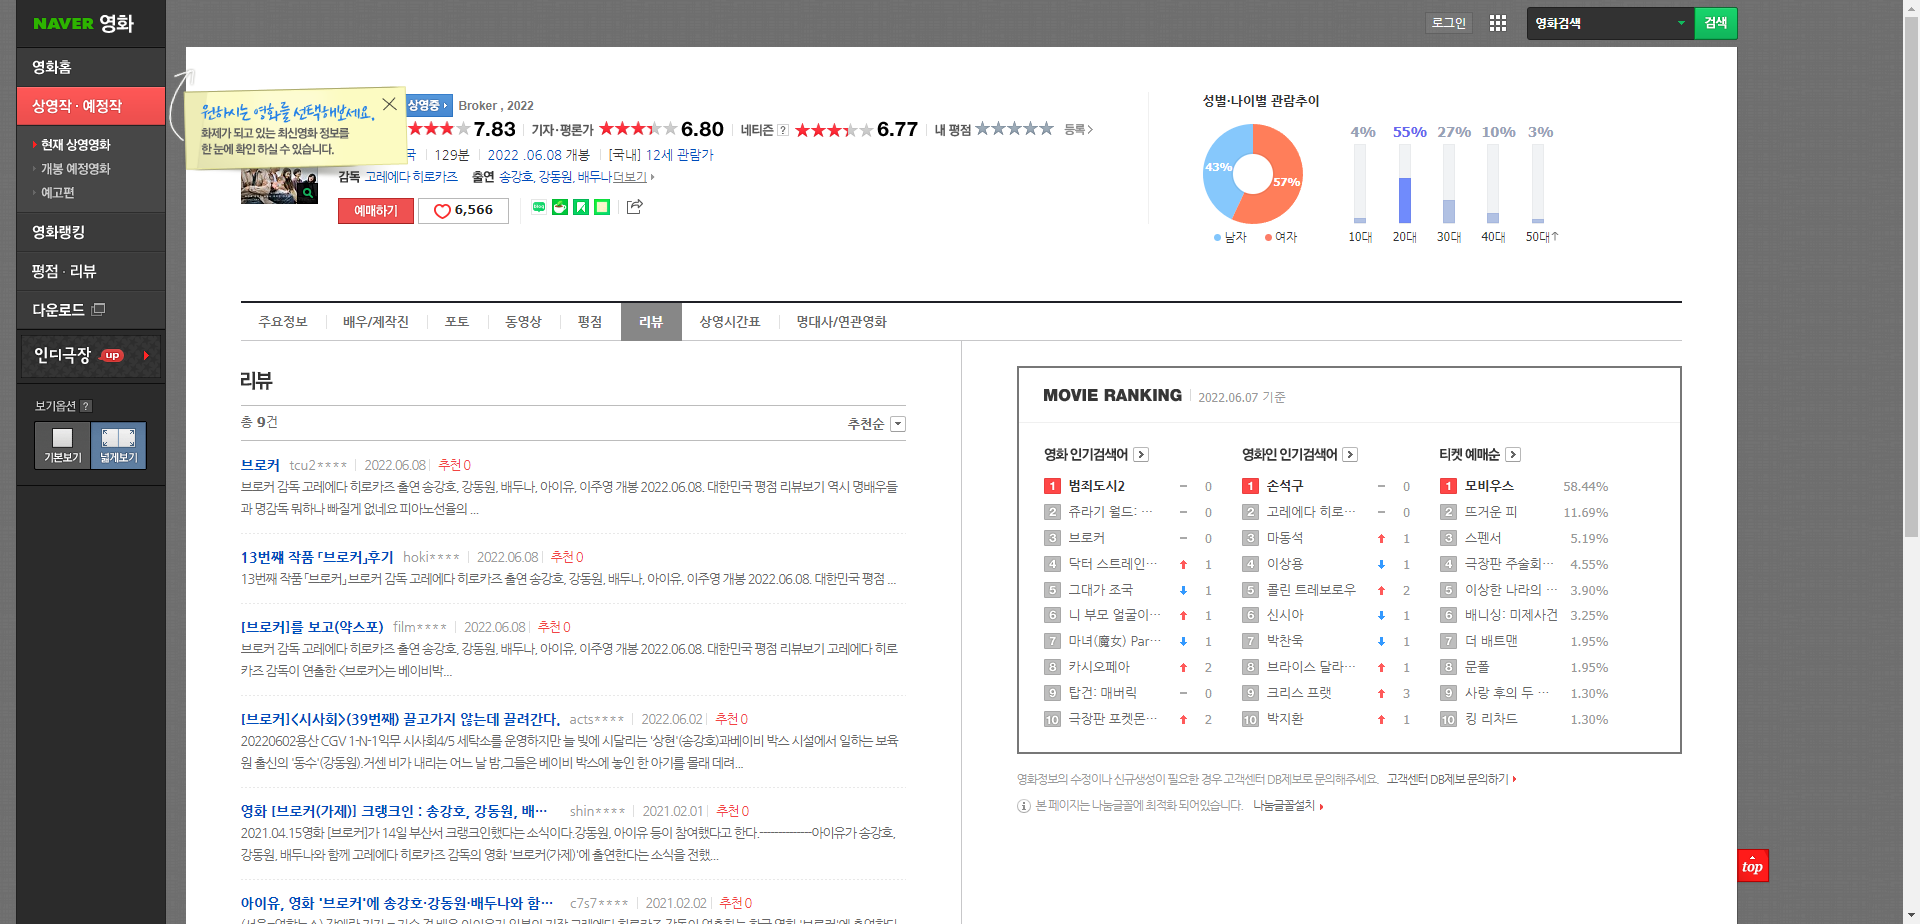 NAVER 영화
로그인
영화검색
검색
영화홈
상영작 · 예정작
현재 상영영화
개봉 예정영화
예고편
영화랭킹
평점 · 리뷰
다운로드
인디극장 up
보기옵션 ?
기본보기 넓게보기
원하시는 영화를 선택해보세요.
화제가 되고 있는 최신영화 정보를
한 눈에 확인 하실 수 있습니다.
상영중 Broker , 2022
7.83 기자·평론가 6.80 네티즌 ? 6.77 내 평점 등록
국 129분 2022 .06.08 개봉 [국내] 12세 관람가
감독 고레에다 히로카즈 출연 송강호, 강동원, 배두나더보기
예매하기 6,566
blog
성별·나이별 관람추이
43% 57%
남자 여자
4% 55% 27% 10% 3%
10대 20대 30대 40대 50대↑
주요정보 배우/제작진 포토 동영상 평점 리뷰 상영시간표 명대사/연관영화
리뷰
총 9건 추천순
브로커 tcu2**** 2022.06.08 추천 0
브로커 감독 고레에다 히로카즈 출연 송강호, 강동원, 배두나, 아이유, 이주영 개봉 2022.06.08. 대한민국 평점 리뷰보기 역시 명배우들
과 명감독 뭐하나 빠질게 없네요 피아노선율의 ...
13번째 작품 「브로커」후기 hoki**** 2022.06.08 추천 0
13번째 작품 「브로커」 브로커 감독 고레에다 히로카즈 출연 송강호, 강동원, 배두나, 아이유, 이주영 개봉 2022.06.08. 대한민국 평점 ...
[브로커]를 보고(약스포) film**** 2022.06.08 추천 0
브로커 감독 고레에다 히로카즈 출연 송강호, 강동원, 배두나, 아이유, 이주영 개봉 2022.06.08. 대한민국 평점 리뷰보기 고레에다 히로
카즈 감독이 연출한 <브로커>는 베이비박...
[브로커]<시사회>(39번째) 끌고가지 않는데 끌려간다. acts**** 2022.06.02 추천 0
20220602용산 CGV 1-N-1익무 시사회4/5 세탁소를 운영하지만 늘 빚에 시달리는 '상현'(송강호)과베이비 박스 시설에서 일하는 보육
원 출신의 '동수'(강동원).거센 비가 내리는 어느 날 밤,그들은 베이비 박스에 놓인 한 아기를 몰래 데려...
영화 [브로커(가제)] 크랭크인 : 송강호, 강동원, 배… shin**** 2021.02.01 추천 0
2021.04.15영화 [브로커]가 14일 부산서 크랭크인했다는 소식이다.강동원, 아이유 등이 참여했다고 한다.----------------아이유가 송강호,
강동원, 배두나와 함께 고레에다 히로카즈 감독의 영화 '브로커(가제)'에 출연한다는 소식을 전했...
아이유, 영화 '브로커'에 송강호·강동원·배두나와 함… c7s7**** 2021.02.02 추천 0
MOVIE RANKING 2022.06.07 기준
영화 인기검색어
1 범죄도시2 0
2 쥬라기 월드: … 0
3 브로커 0
4 닥터 스트레인… 1
5 그대가 조국 1
6 니 부모 얼굴이… 1
7 마녀(魔女) Par… 1
8 카시오페아 2
9 탑건: 매버릭 0
10 극장판 포켓몬… 2
영화인 인기검색어
1 손석구 0
2 고레에다 히로… 0
3 마동석 1
4 이상용 1
5 콜린 트레보로우 2
6 신시아 1
7 박찬욱 1
8 브라이스 달라… 1
9 크리스 프랫 3
10 박지환 1
티켓 예매순
1 모비우스 58.44%
2 뜨거운 피 11.69%
3 스펜서 5.19%
4 극장판 주술회… 4.55%
5 이상한 나라의 … 3.90%
6 배니싱: 미제사건 3.25%
7 더 배트맨 1.95%
8 문폴 1.95%
9 사랑 후의 두 … 1.30%
10 킹 리차드 1.30%
영화정보의 수정이나 신규생성이 필요한 경우 고객센터 DB제보로 문의해주세요. 고객센터 DB제보 문의하기
본 페이지는 나눔글꼴에 최적화 되어있습니다. 나눔글꼴설치
top